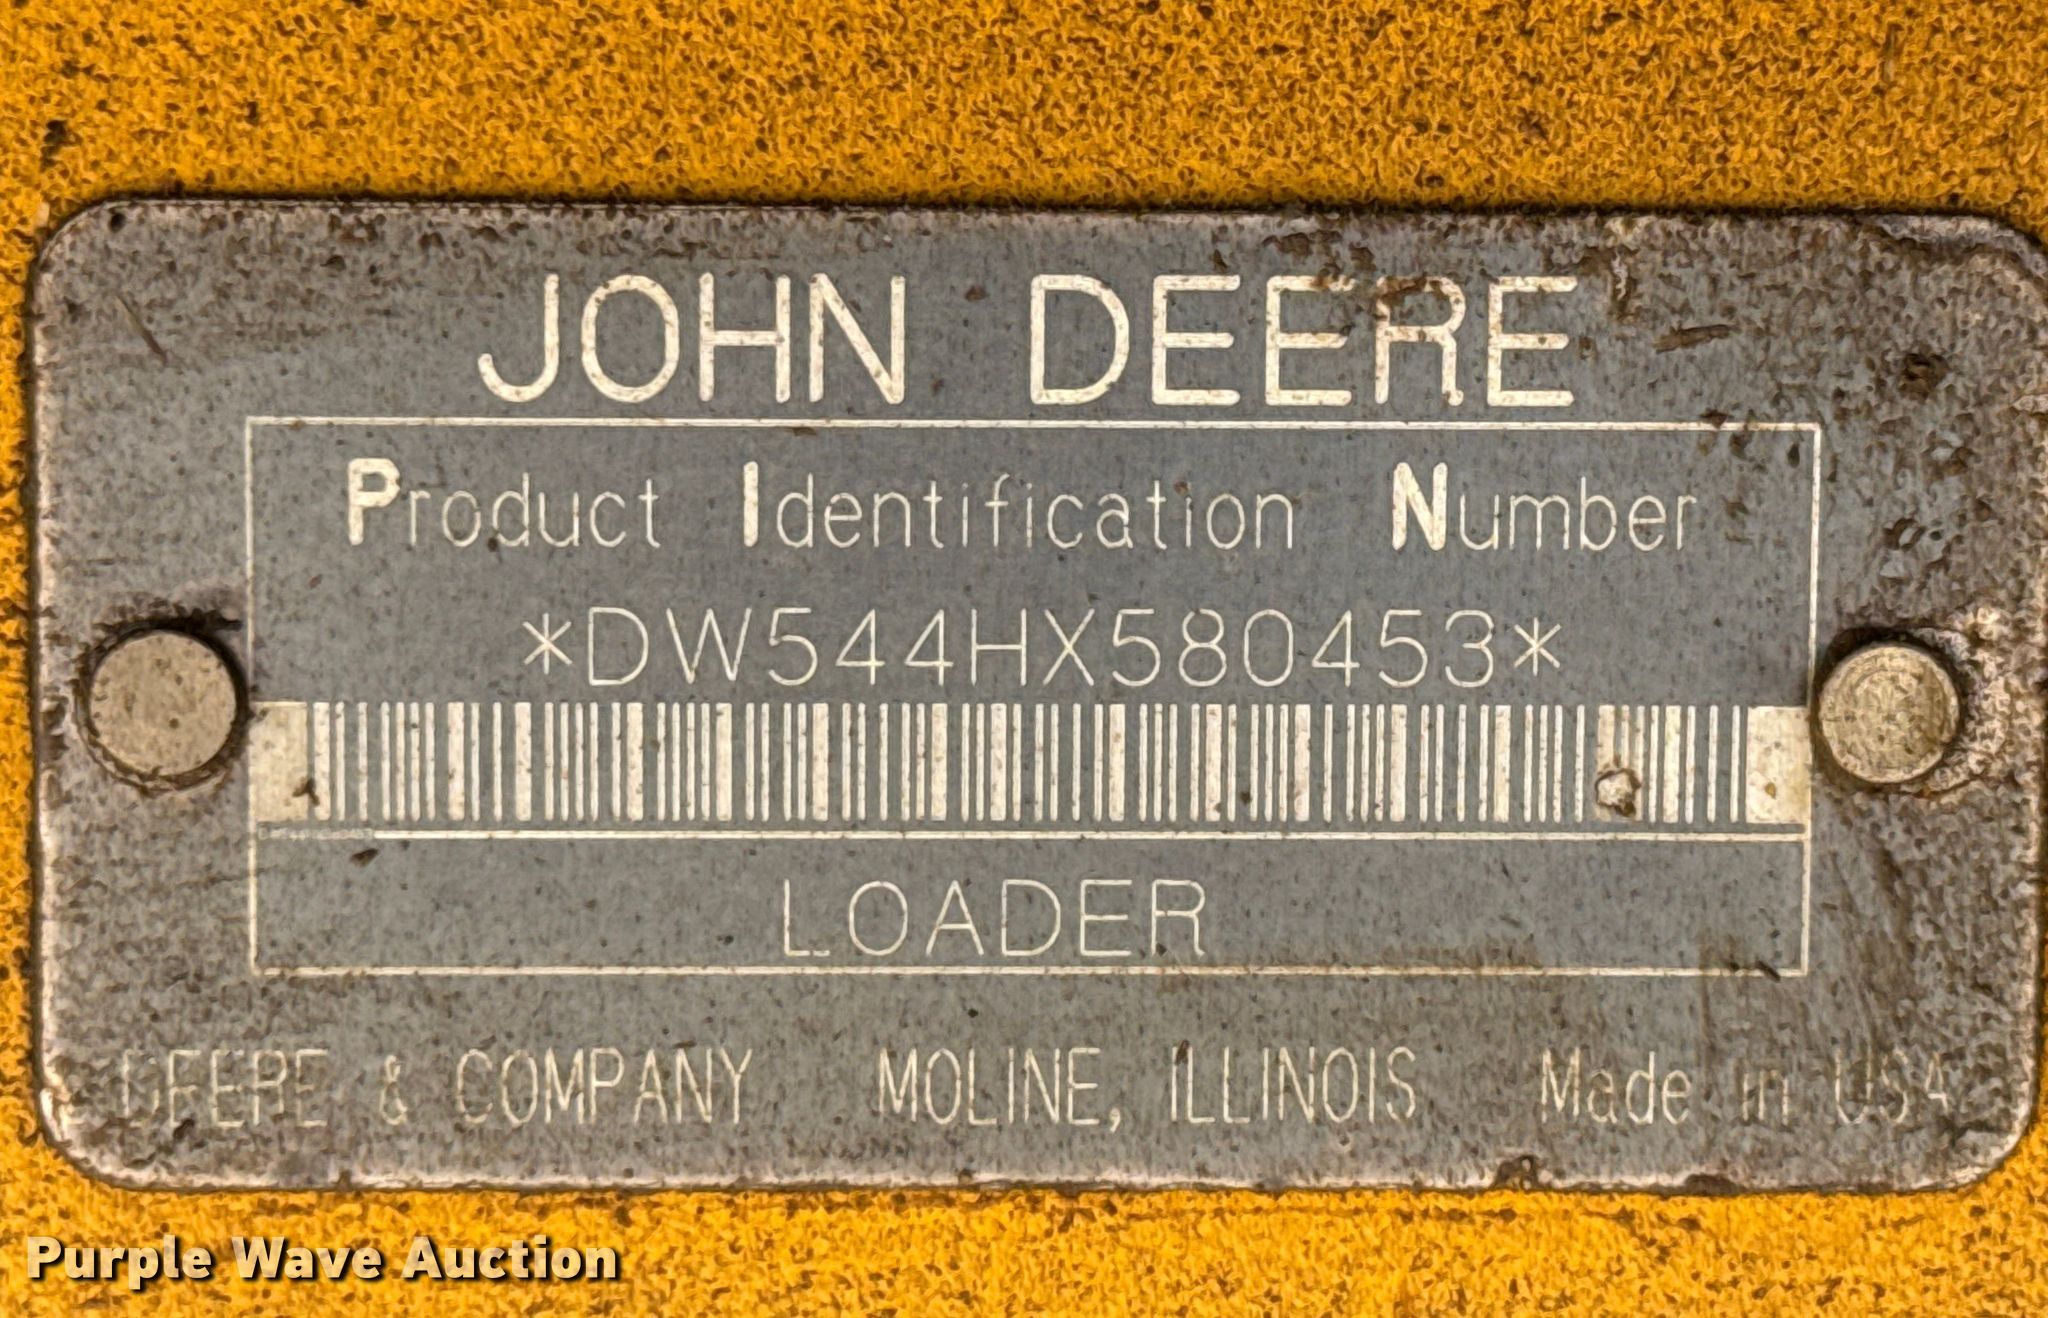 JOHN DEERE
Product Identification Number
*DW544HX580453*
LOADER
DEERE & COMPANY MOLINE, ILLINOIS Made in USA
Purple Wave Auction